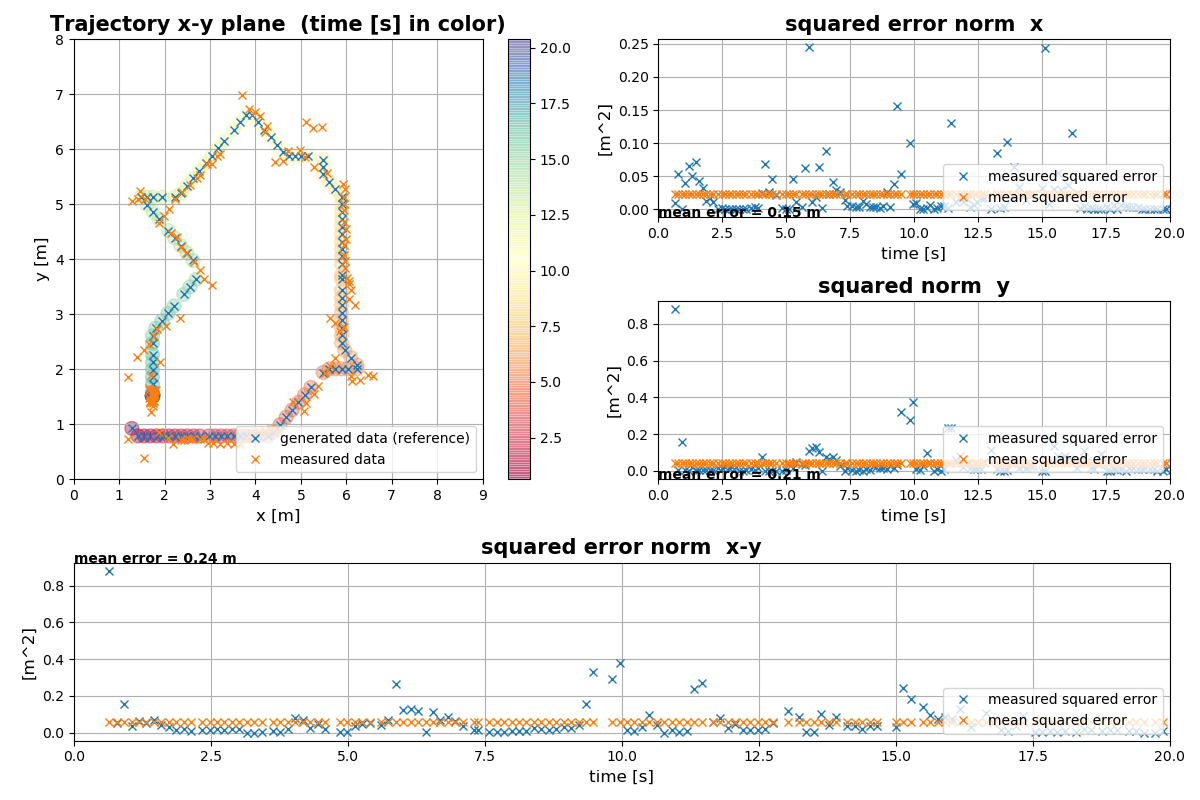 Trajectory x-y plane  (time [s] in color)
8
7
6
5
4
3
2
1
0
y [m]
0 1 2 3 4 5 6 7 8 9
x [m]
generated data (reference)
measured data
20.0
17.5
15.0
12.5
10.0
7.5
5.0
2.5
squared error norm  x
0.25
0.20
0.15
0.10
0.05
0.00
[m^2]
measured squared error
mean squared error
mean error = 0.15 m
0.0 2.5 5.0 7.5 10.0 12.5 15.0 17.5 20.0
time [s]
squared norm  y
0.8
0.6
0.4
0.2
0.0
[m^2]
measured squared error
mean squared error
mean error = 0.21 m
0.0 2.5 5.0 7.5 10.0 12.5 15.0 17.5 20.0
time [s]
squared error norm  x-y
mean error = 0.24 m
0.8
0.6
0.4
0.2
0.0
[m^2]
measured squared error
mean squared error
0.0 2.5 5.0 7.5 10.0 12.5 15.0 17.5 20.0
time [s]